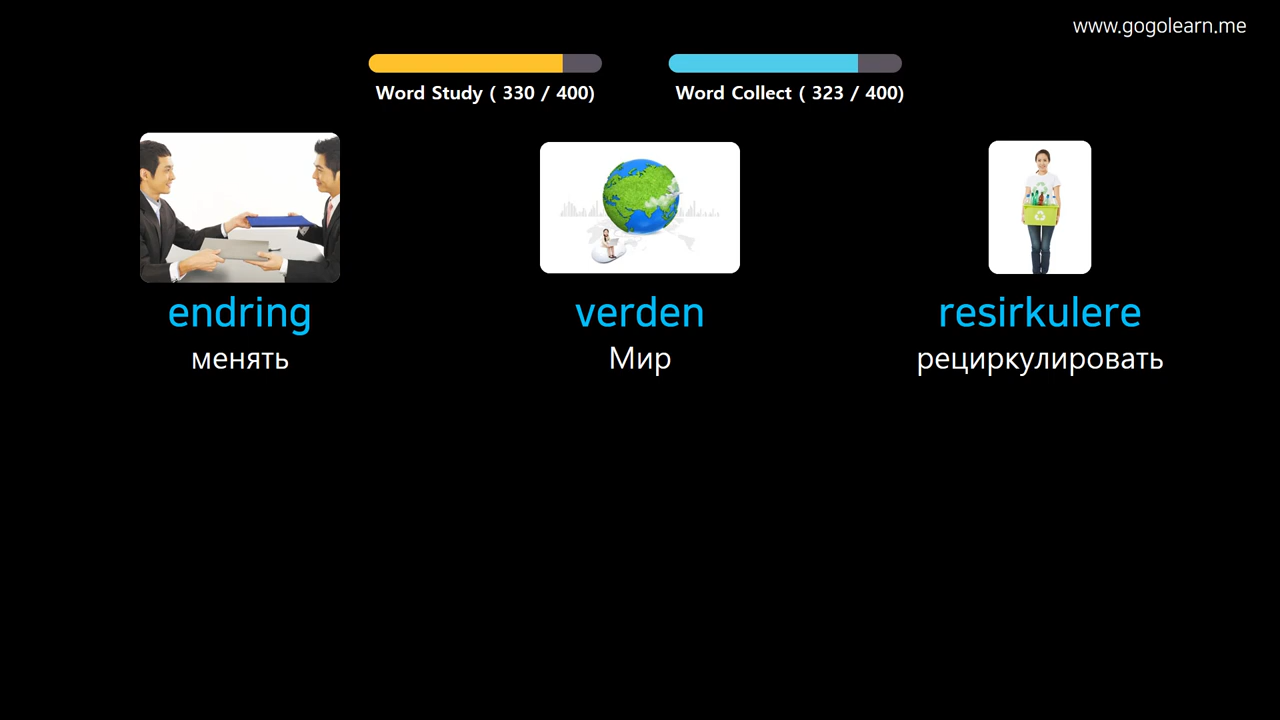 www.gogolearn.me
Word Study ( 330 / 400)
Word Collect ( 323 / 400)
endring
verden
resirkulere
менять
Мир
рециркулировать